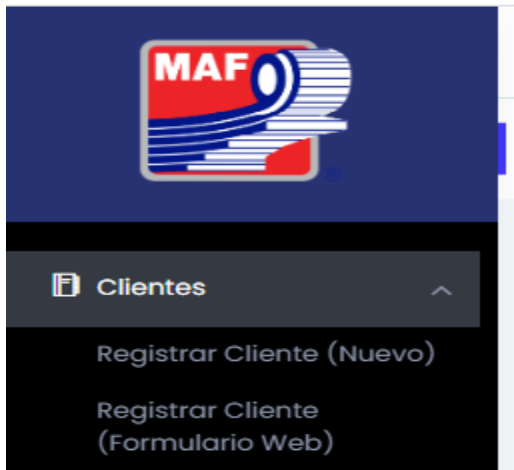 MAF
®
Clientes
Registrar Cliente (Nuevo)
Registrar Cliente
(Formulario Web)